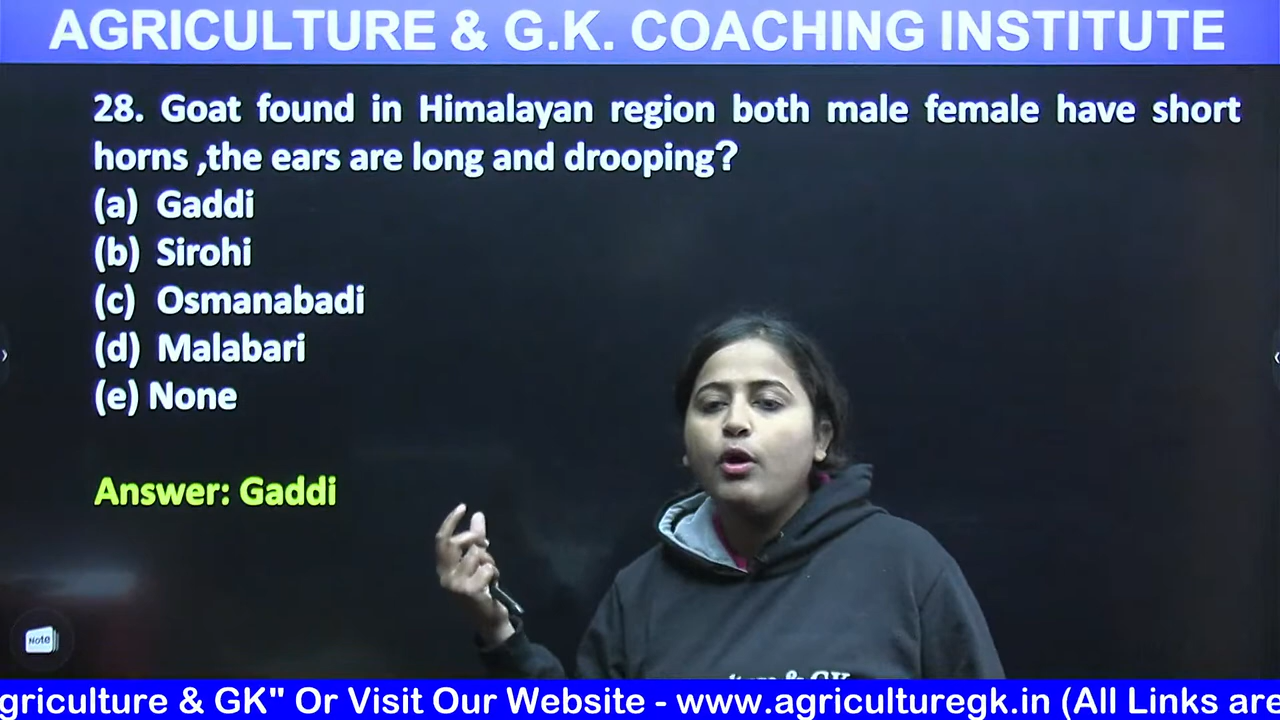 AGRICULTURE & G.K. COACHING INSTITUTE
28. Goat found in Himalayan region both male female have short
horns ,the ears are long and drooping?
(a) Gaddi
(b) Sirohi
(c) Osmanabadi
(d) Malabari
(e) None
Answer: Gaddi
Note
griculture & GK" Or Visit Our Website - www.agriculturegk.in (All Links are